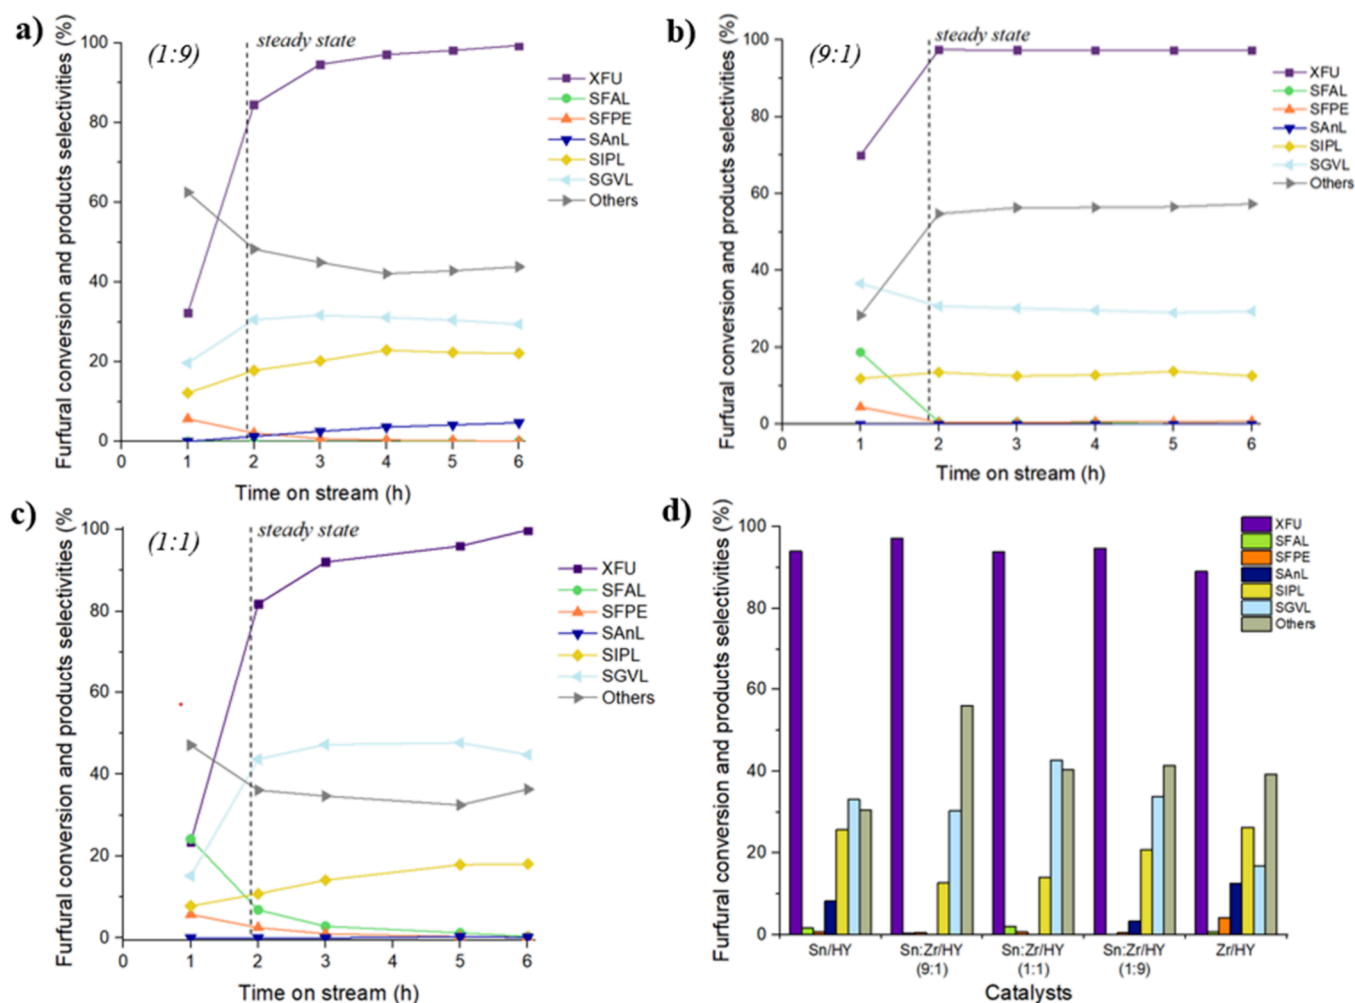 a)
(1:9)
steady state
Furfural conversion and products selectivities (%)
100
80
60
40
20
0
0 1 2 3 4 5 6
Time on stream (h)
XFU
SFAL
SFPE
SAnL
SIPL
SGVL
Others
b)
(9:1)
steady state
Furfural conversion and products selectivities (%)
100
80
60
40
20
0
0 1 2 3 4 5 6
Time on stream (h)
XFU
SFAL
SFPE
SAnL
SIPL
SGVL
Others
c)
(1:1)
steady state
Furfural conversion and products selectivities (%
100
80
60
40
20
0
0 1 2 3 4 5 6
Time on stream (h)
XFU
SFAL
SFPE
SAnL
SIPL
SGVL
Others
d)
Furfural conversion and products selectivities (%)
100
80
60
40
20
0
XFU
SFAL
SFPE
SAnL
SIPL
SGVL
Others
Sn/HY Sn:Zr/HY Sn:Zr/HY Sn:Zr/HY Zr/HY
(9:1) (1:1) (1:9)
Catalysts